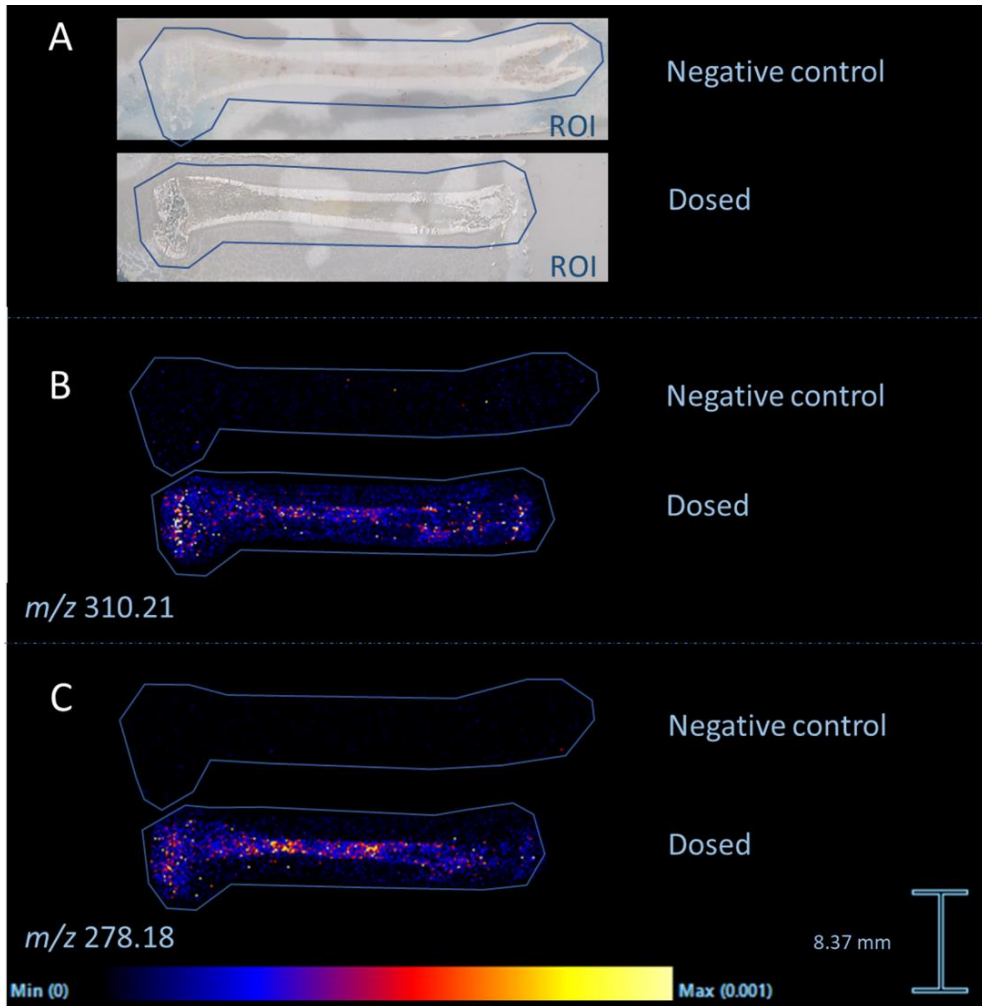 A
Negative control
ROI
Dosed
ROI
B
Negative control
Dosed
m/z 310.21
C
Negative control
Dosed
m/z 278.18
8.37 mm
Min (0)
Max (0.001)